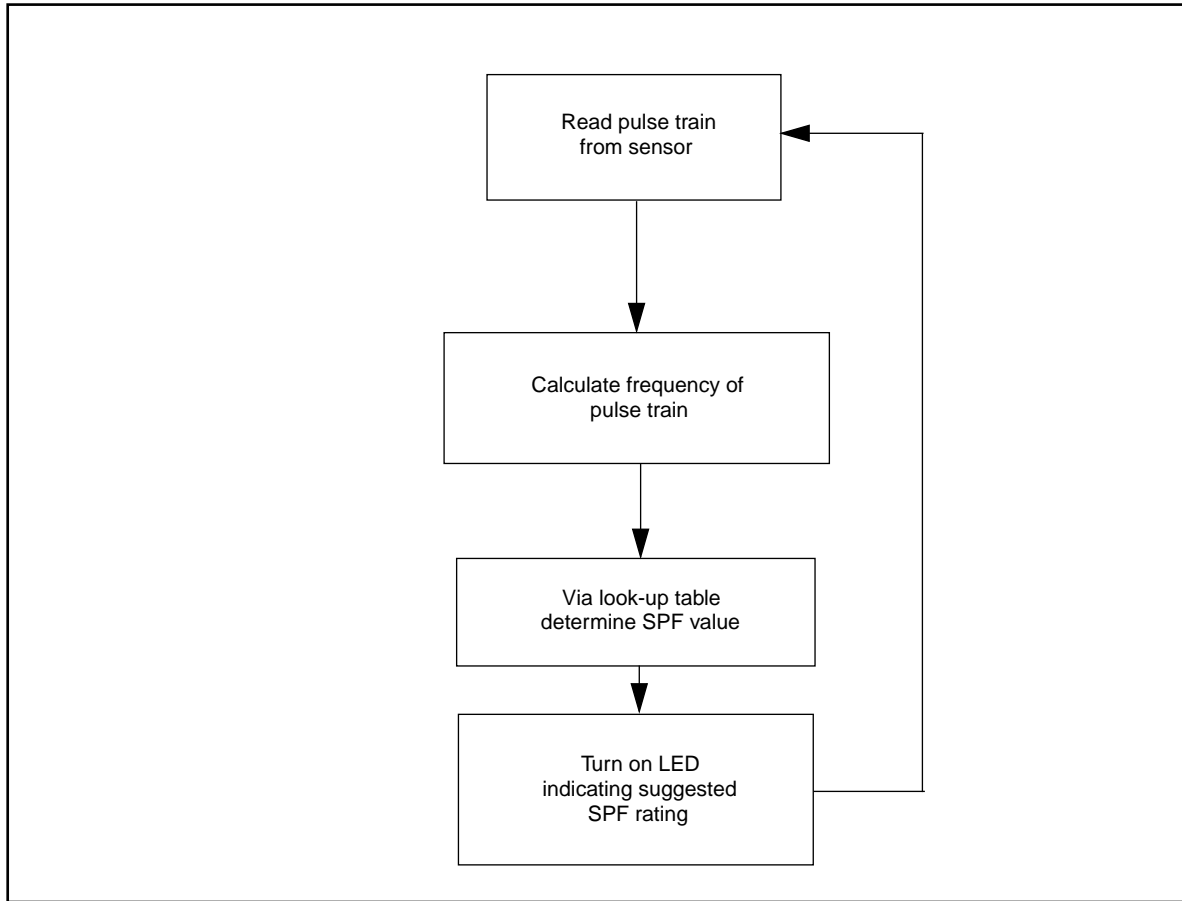 Read pulse train
from sensor
Calculate frequency of
pulse train
Via look-up table
determine SPF value
Turn on LED
indicating suggested
SPF rating